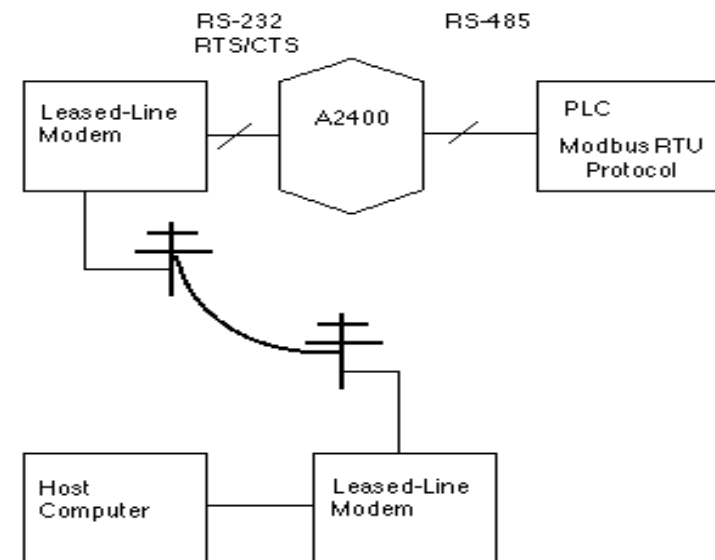 RS-232
RTS/CTS
RS-485
Leased-Line
Modem
A2400
PLC
Modbus RTU
Protocol
Host
Computer
Leased-Line
Modem